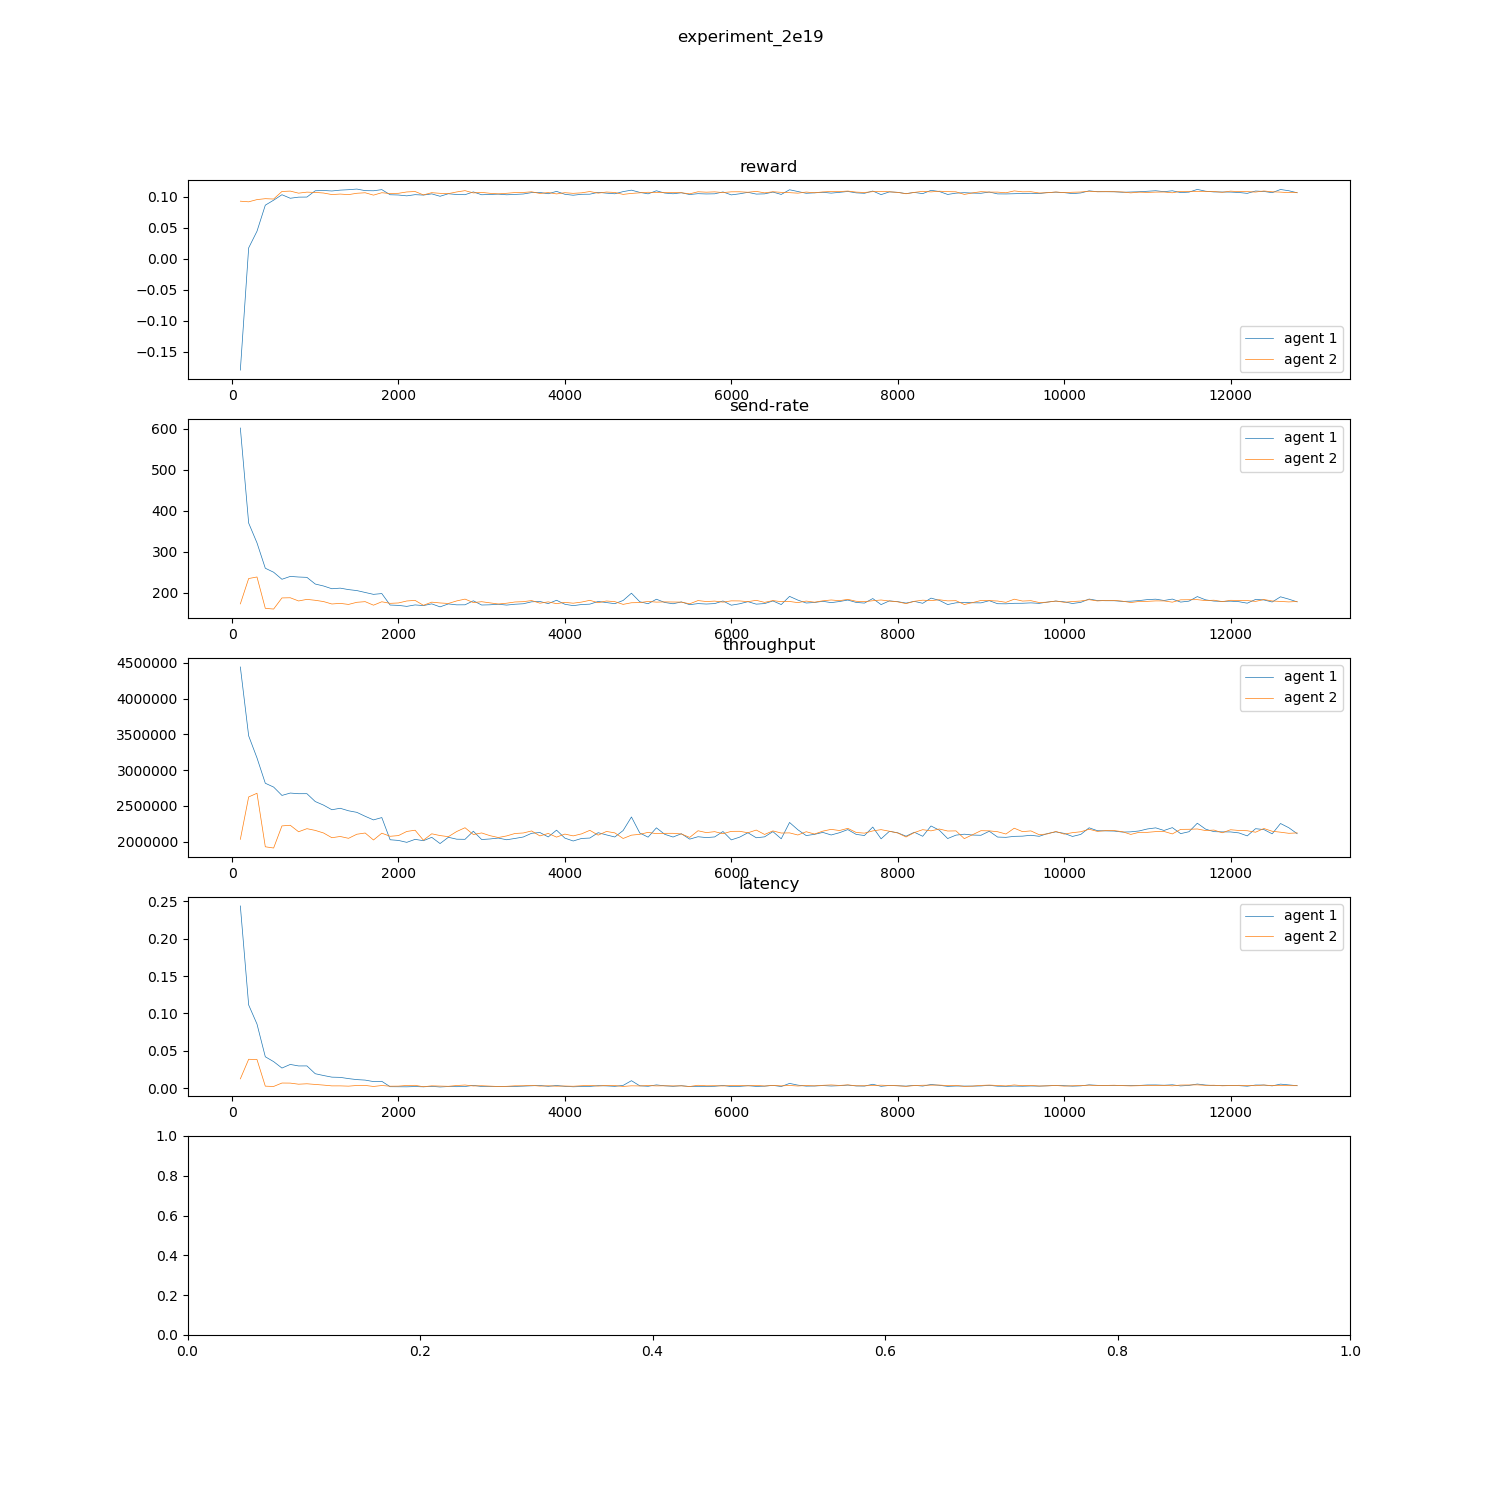 experiment_2e19
reward
0.10
0.05
0.00
−0.05
−0.10
−0.15
agent 1
agent 2
0 2000 4000 6000 8000 10000 12000
send-rate
600
500
400
300
200
agent 1
agent 2
0 2000 4000 6000 8000 10000 12000
throughput
4500000
4000000
3500000
3000000
2500000
2000000
agent 1
agent 2
0 2000 4000 6000 8000 10000 12000
latency
0.25
0.20
0.15
0.10
0.05
0.00
agent 1
agent 2
0 2000 4000 6000 8000 10000 12000
1.0
0.8
0.6
0.4
0.2
0.0
0.0 0.2 0.4 0.6 0.8 1.0